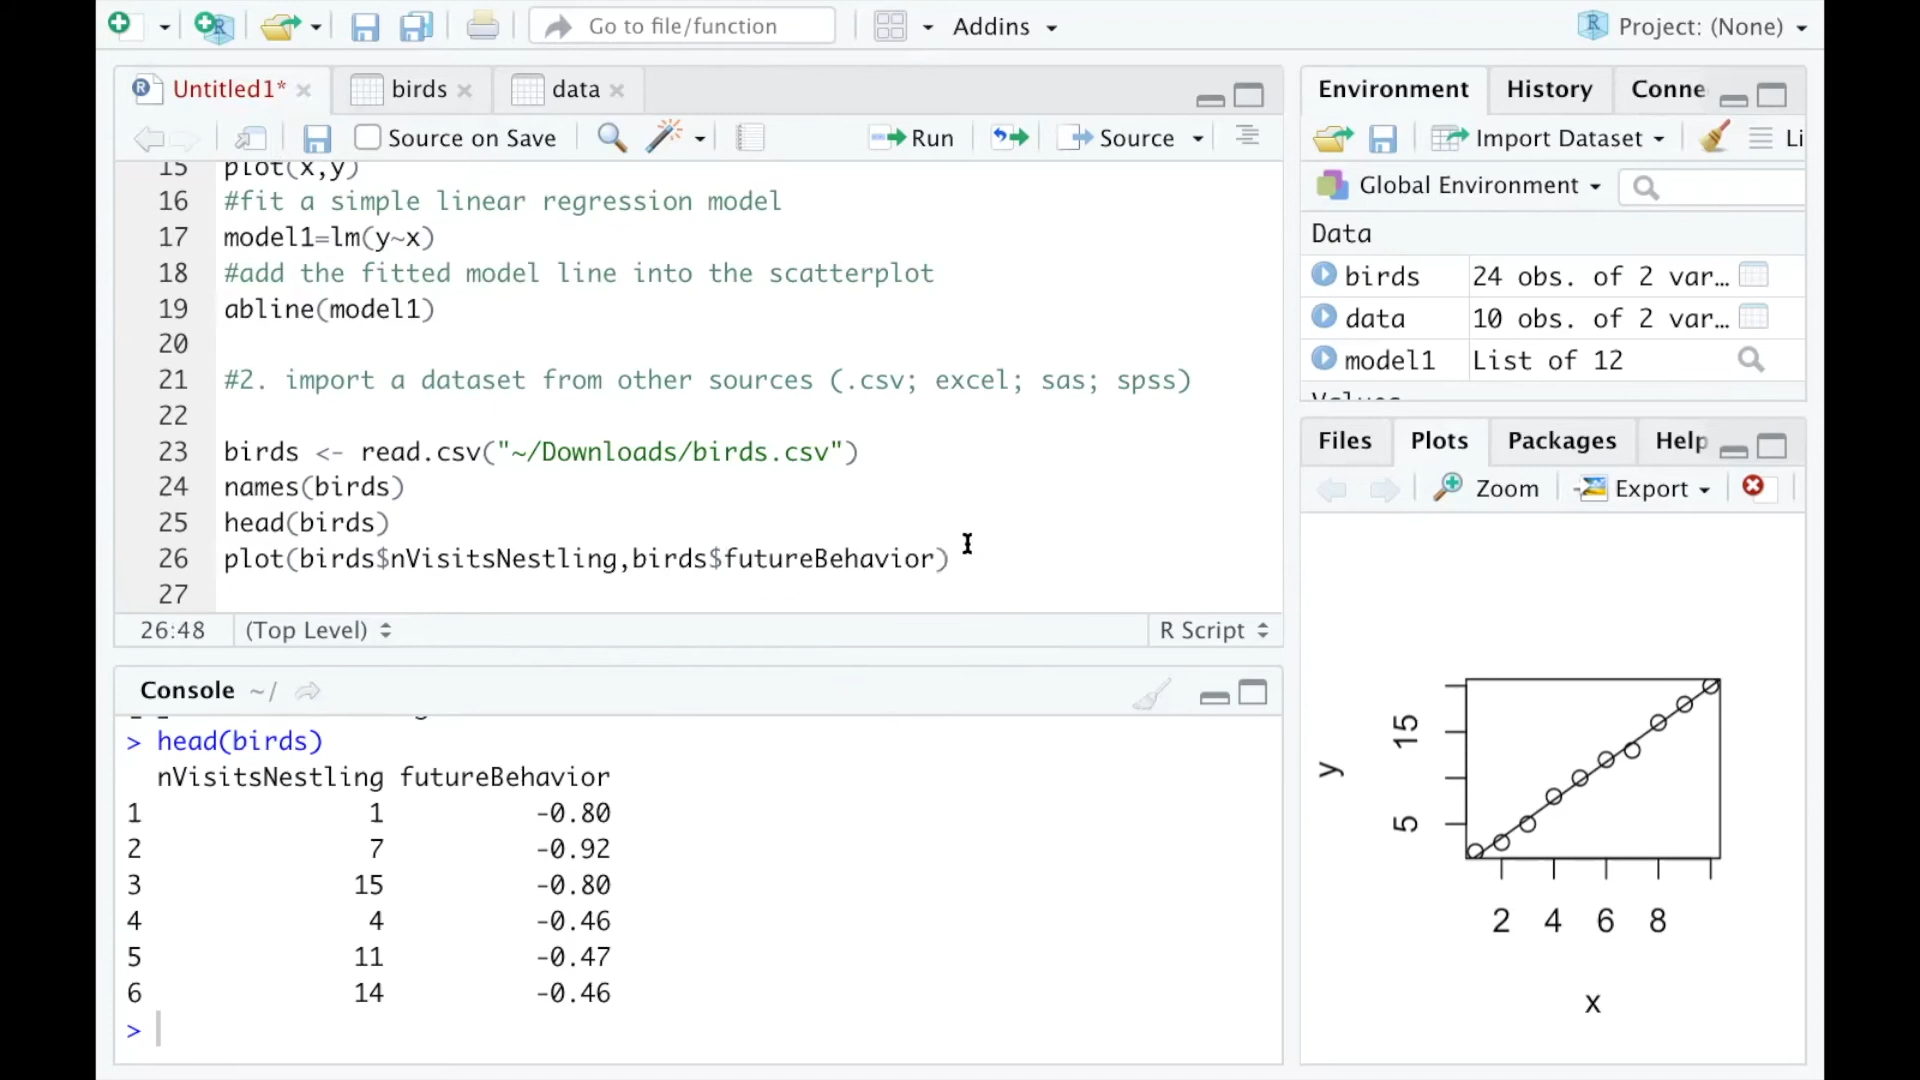 Go to file/function
Addins
Project: (None)
Untitled1*
birds
data
Source on Save
Run
Source
15 plot(x,y)
16 #fit a simple linear regression model
17 model1=lm(y~x)
18 #add the fitted model line into the scatterplot
19 abline(model1)
20
21 #2. import a dataset from other sources (.csv; excel; sas; spss)
22
23 birds <- read.csv("~/Downloads/birds.csv")
24 names(birds)
25 head(birds)
26 plot(birds$nVisitsNestling,birds$futureBehavior)
27
26:48 (Top Level) R Script
Console ~/
> head(birds)
nVisitsNestling futureBehavior
1 1 -0.80
2 7 -0.92
3 15 -0.80
4 4 -0.46
5 11 -0.47
6 14 -0.46
>
Environment History Conne
Import Dataset Li
Global Environment
Data
birds 24 obs. of 2 var…
data 10 obs. of 2 var…
model1 List of 12
Values
Files Plots Packages Help
Zoom Export
y
15
5
2 4 6 8
x